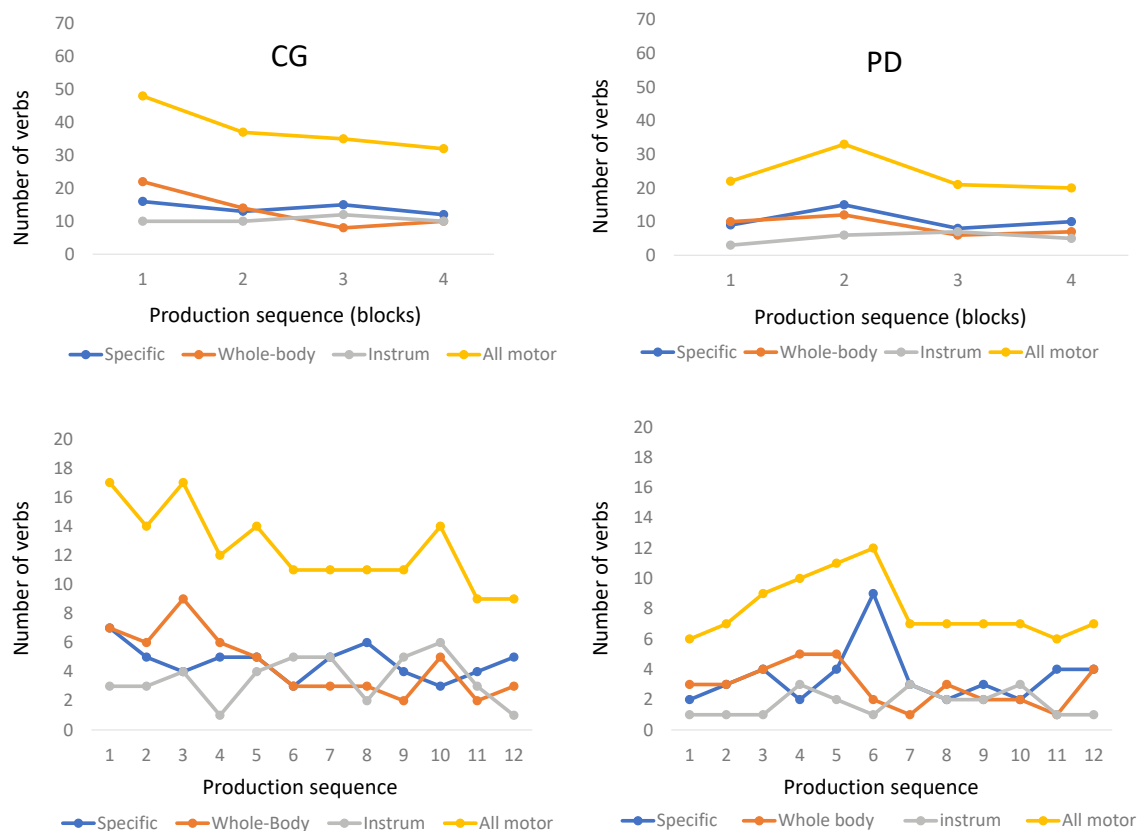 CG
Number of verbs
70
60
50
40
30
20
10
0
1 2 3 4
Production sequence (blocks)
Specific Whole-body Instrum All motor
PD
Number of verbs
70
60
50
40
30
20
10
0
1 2 3 4
Production sequence (blocks)
Specific Whole-body Instrum All motor
Number of verbs
20
18
16
14
12
10
8
6
4
2
0
1 2 3 4 5 6 7 8 9 10 11 12
Production sequence
Specific Whole-Body Instrum All motor
Number of verbs
20
18
16
14
12
10
8
6
4
2
0
1 2 3 4 5 6 7 8 9 10 11 12
Production sequence
Specific Whole body instrum All motor